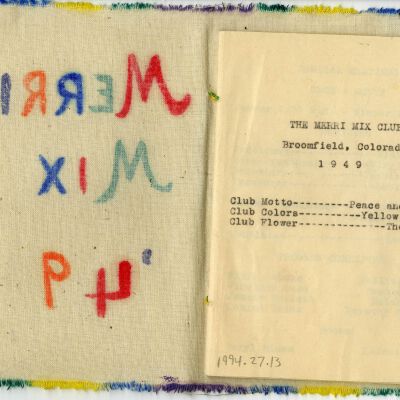 MERRI
MIX
'49
THE MERRI MIX CLUB
Broomfield, Colorad
1949
Club Motto--------Peace and
Club Colors---------Yellow
Club Flower------------The
1994.27.13